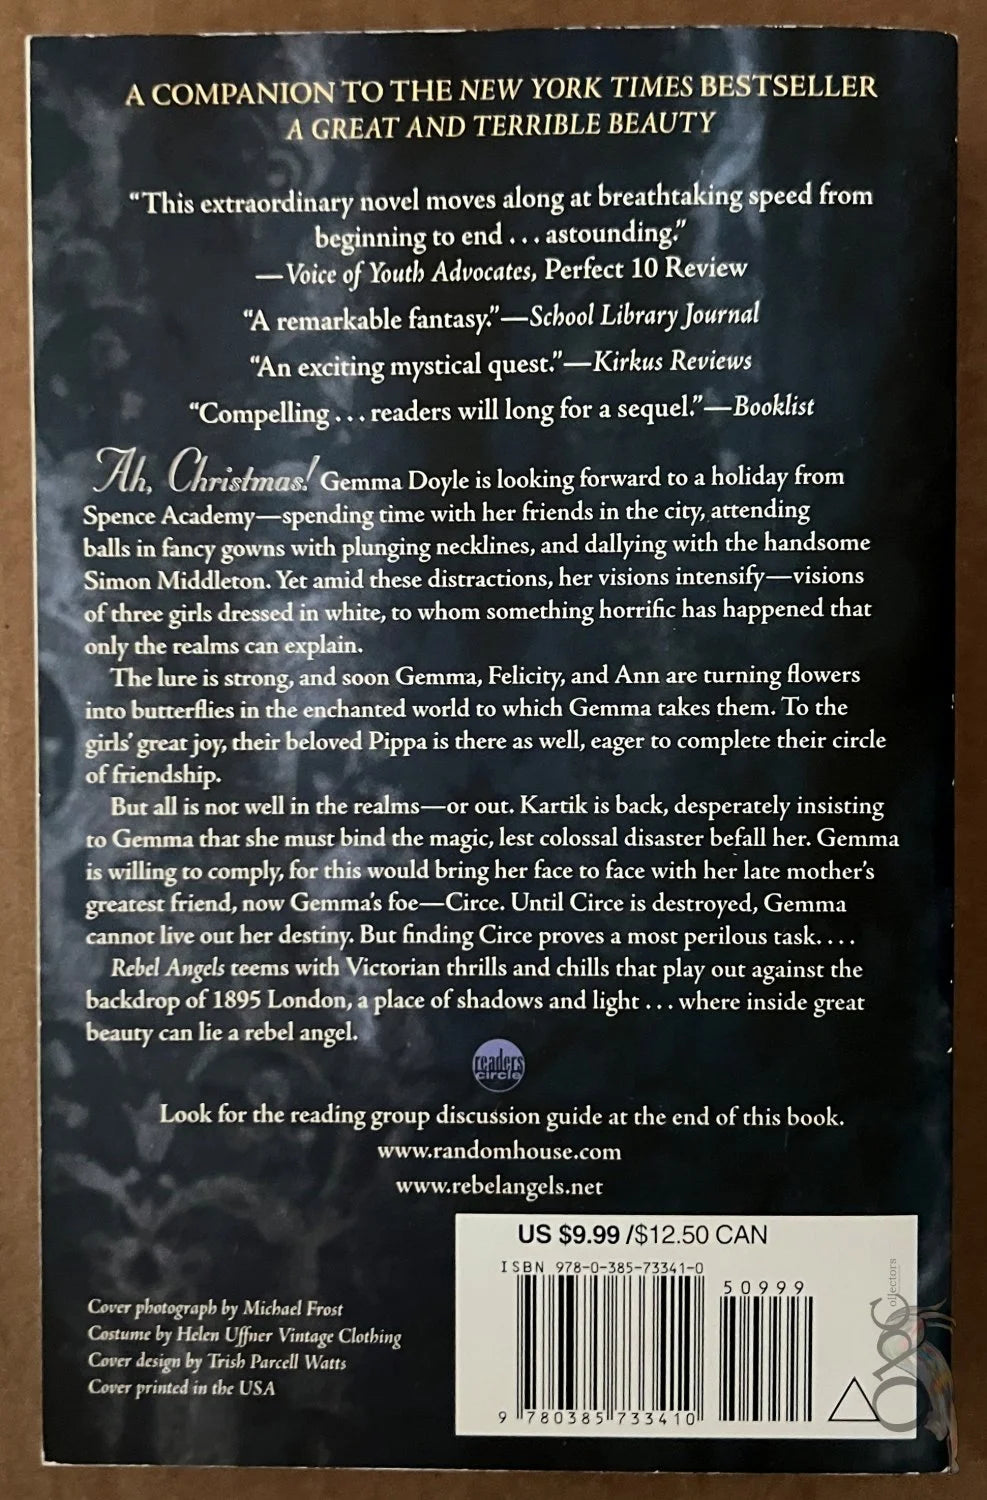 A COMPANION TO THE NEW YORK TIMES BESTSELLER
A GREAT AND TERRIBLE BEAUTY
“This extraordinary novel moves along at breathtaking speed from
beginning to end . . . astounding.”
—Voice of Youth Advocates, Perfect 10 Review
“A remarkable fantasy.”—School Library Journal
“An exciting mystical quest.”—Kirkus Reviews
“Compelling . . . readers will long for a sequel.”—Booklist
Ah, Christmas! Gemma Doyle is looking forward to a holiday from
Spence Academy—spending time with her friends in the city, attending
balls in fancy gowns with plunging necklines, and dallying with the handsome
Simon Middleton. Yet amid these distractions, her visions intensify—visions
of three girls dressed in white, to whom something horrific has happened that
only the realms can explain.
The lure is strong, and soon Gemma, Felicity, and Ann are turning flowers
into butterflies in the enchanted world to which Gemma takes them. To the
girls’ great joy, their beloved Pippa is there as well, eager to complete their circle
of friendship.
But all is not well in the realms—or out. Kartik is back, desperately insisting
to Gemma that she must bind the magic, lest colossal disaster befall her. Gemma
is willing to comply, for this would bring her face to face with her late mother’s
greatest friend, now Gemma’s foe—Circe. Until Circe is destroyed, Gemma
cannot live out her destiny. But finding Circe proves a most perilous task. . . .
Rebel Angels teems with Victorian thrills and chills that play out against the
backdrop of 1895 London, a place of shadows and light . . . where inside great
beauty can lie a rebel angel.
readers
circle
Look for the reading group discussion guide at the end of this book.
www.randomhouse.com
www.rebelangels.net
US $9.99 /$12.50 CAN
ISBN 978-0-385-73341-0
50999
9 780385 733410
Cover photograph by Michael Frost
Costume by Helen Uffner Vintage Clothing
Cover design by Trish Parcell Watts
Cover printed in the USA
ollectors